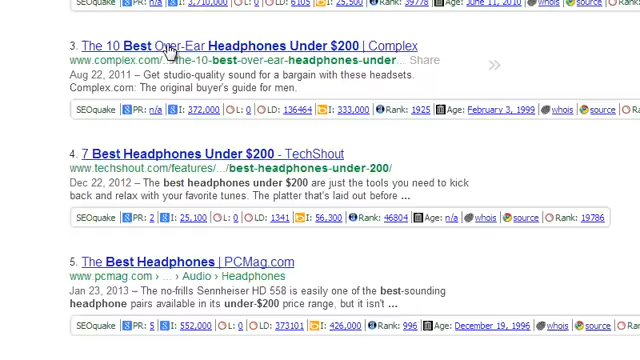 SEOquake PR: n/a I: 3,710,000 L: 0 LD: 6105 I: 25,500 Rank: 39778 Age: June 11, 2010 whois source Rank:
3. The 10 Best Over-Ear Headphones Under $200 | Complex
www.complex.com/.../the-10-best-over-ear-headphones-under... Share »
Aug 22, 2011 – Get studio-quality sound for a bargain with these headsets.
Complex.com: The original buyer's guide for men.
SEOquake PR: n/a I: 372,000 L: 0 LD: 136464 I: 333,000 Rank: 1925 Age: February 3, 1999 whois source Rank:
4. 7 Best Headphones Under $200 - TechShout
www.techshout.com/features/.../best-headphones-under-200/
Dec 22, 2012 – The best headphones under $200 are just the tools you need to kick
back and relax with your favorite tunes. The platter that's laid out before ...
SEOquake PR: 2 I: 25,100 L: 0 LD: 1341 I: 56,300 Rank: 46804 Age: n/a whois source Rank: 19786
5. The Best Headphones | PCMag.com
www.pcmag.com › ... › Audio › Headphones
Jan 23, 2013 – The no-frills Sennheiser HD 558 is easily one of the best-sounding
headphone pairs available in its under-$200 price range, but it isn't ...
SEOquake PR: 5 I: 552,000 L: 0 LD: 373101 I: 426,000 Rank: 996 Age: December 19, 1996 whois source Rank: